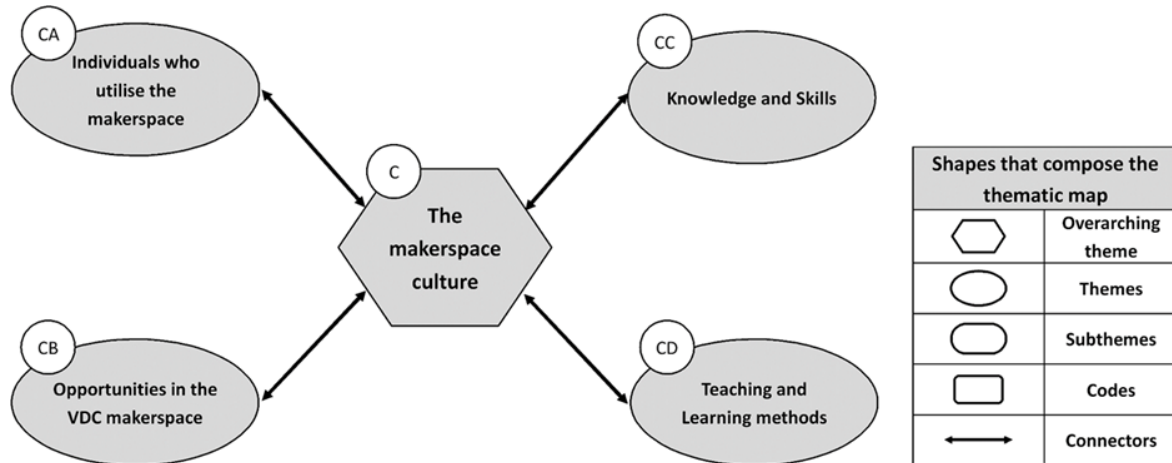 CA
Individuals who
utilise the
makerspace
CC
Knowledge and Skills
C
The
makerspace
culture
CB
Opportunities in the
VDC makerspace
CD
Teaching and
Learning methods
Shapes that compose the
thematic map
Overarching
theme
Themes
Subthemes
Codes
Connectors